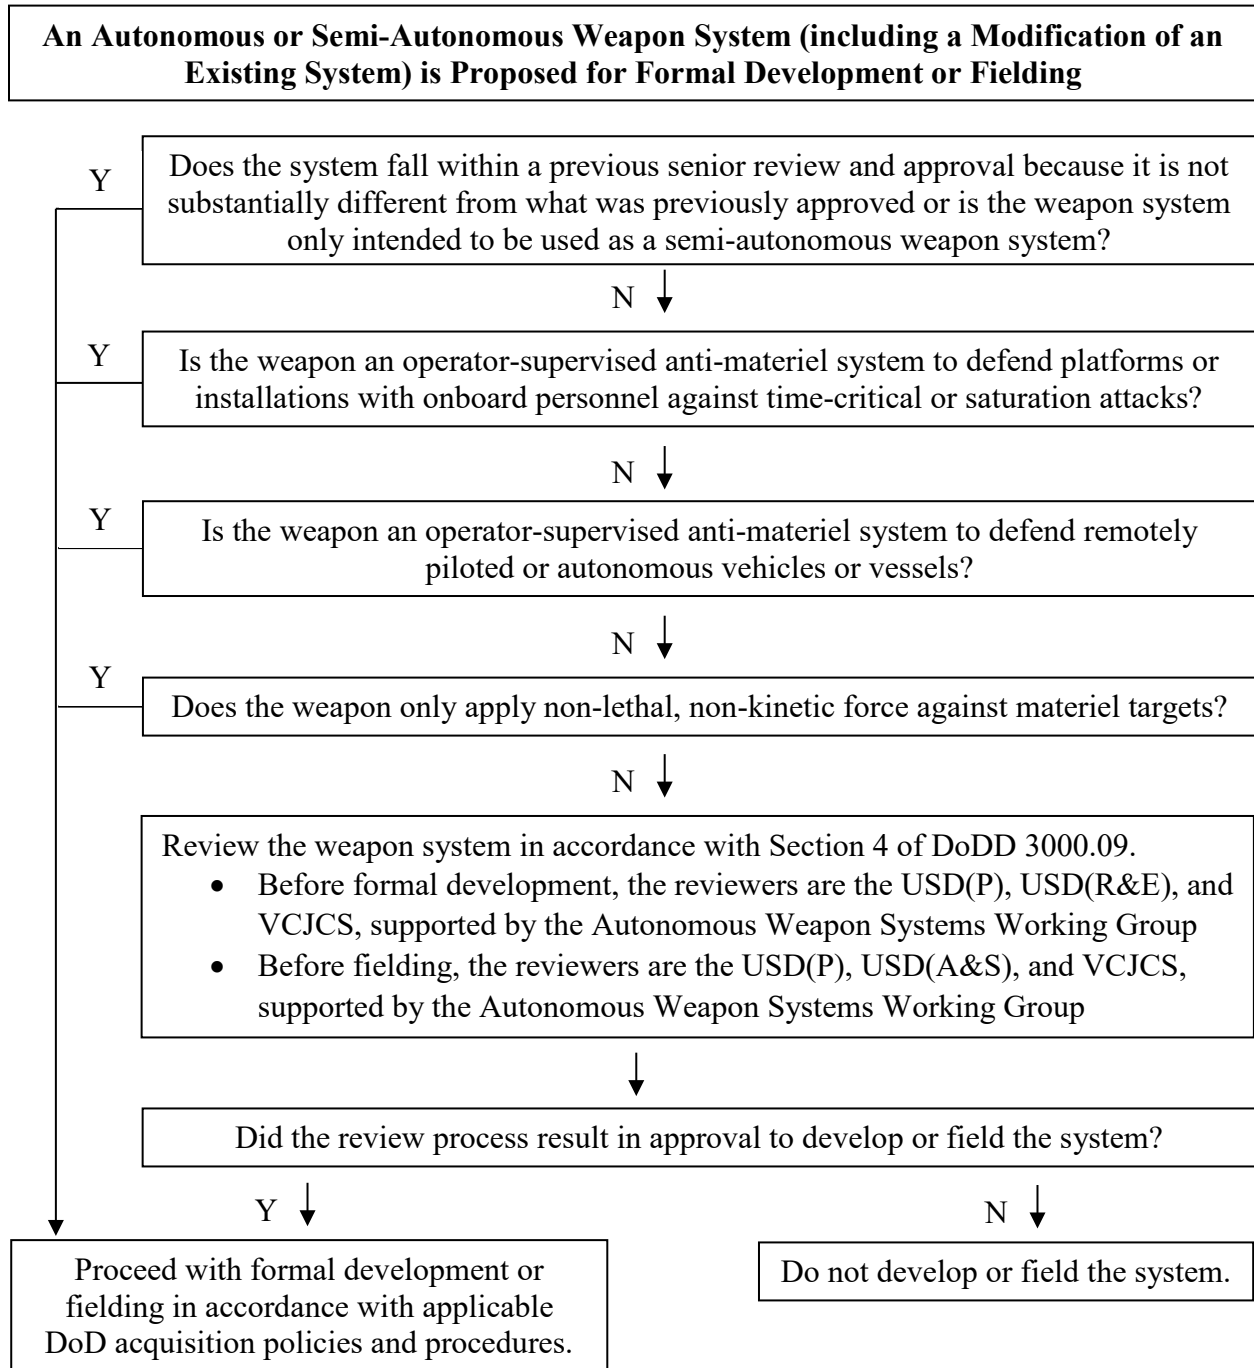 An Autonomous or Semi-Autonomous Weapon System (including a Modification of an
Existing System) is Proposed for Formal Development or Fielding
Y
Does the system fall within a previous senior review and approval because it is not
substantially different from what was previously approved or is the weapon system
only intended to be used as a semi-autonomous weapon system?
N
Y
Is the weapon an operator-supervised anti-materiel system to defend platforms or
installations with onboard personnel against time-critical or saturation attacks?
N
Y
Is the weapon an operator-supervised anti-materiel system to defend remotely
piloted or autonomous vehicles or vessels?
N
Y
Does the weapon only apply non-lethal, non-kinetic force against materiel targets?
N
Review the weapon system in accordance with Section 4 of DoDD 3000.09.
• Before formal development, the reviewers are the USD(P), USD(R&E), and
VCJCS, supported by the Autonomous Weapon Systems Working Group
• Before fielding, the reviewers are the USD(P), USD(A&S), and VCJCS,
supported by the Autonomous Weapon Systems Working Group
Did the review process result in approval to develop or field the system?
Y
N
Proceed with formal development or
fielding in accordance with applicable
DoD acquisition policies and procedures.
Do not develop or field the system.